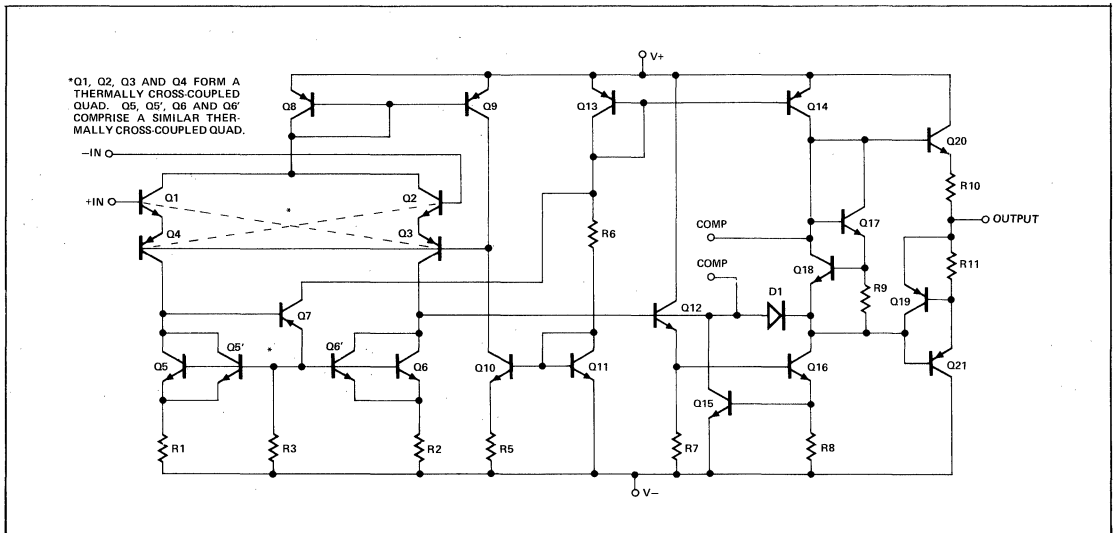 V+
*Q1, Q2, Q3 AND Q4 FORM A
THERMALLY CROSS-COUPLED
QUAD. Q5, Q5', Q6 AND Q6'
COMPRISE A SIMILAR THER-
MALLY CROSS-COUPLED QUAD.
Q8
Q9
Q13
Q14
Q20
–IN
R10
+IN
Q1
*
Q2
Q17
OUTPUT
Q4
Q3
R6
COMP
Q18
R11
COMP
D1
R9
Q19
Q7
Q12
Q5
Q5'
*
Q6'
Q6
Q10
Q11
Q16
Q21
Q15
R1
R3
R2
R5
R7
R8
V–